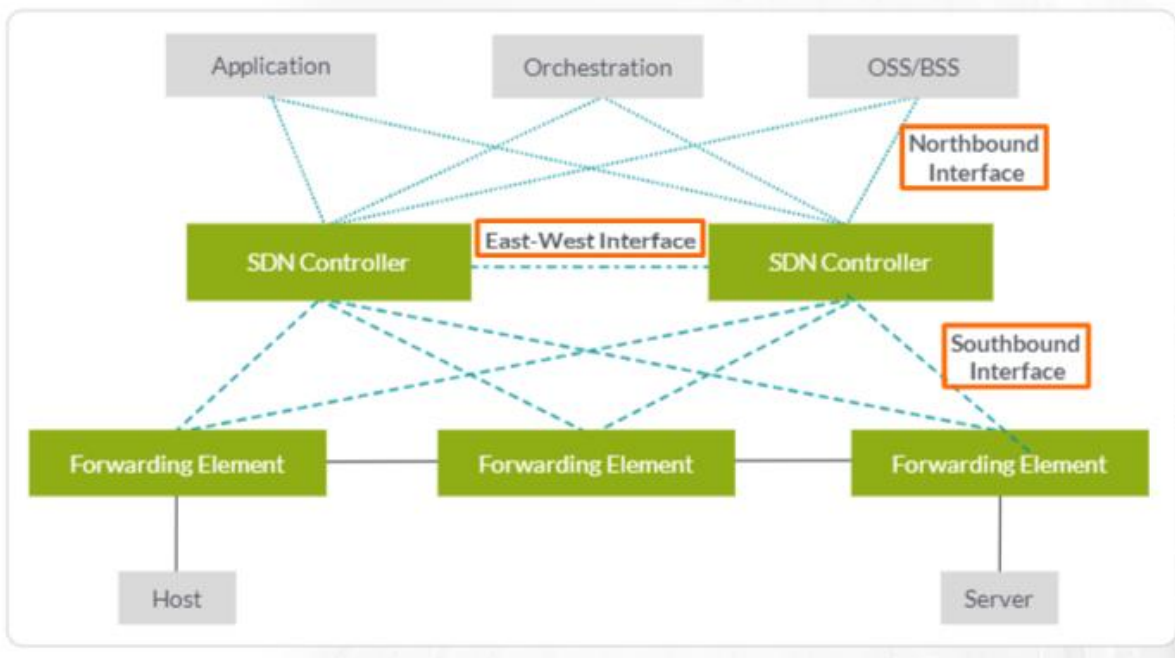 Application
Orchestration
OSS/BSS
Northbound
Interface
East-West Interface
SDN Controller
SDN Controller
Southbound
Interface
Forwarding Element
Forwarding Element
Forwarding Element
Host
Server